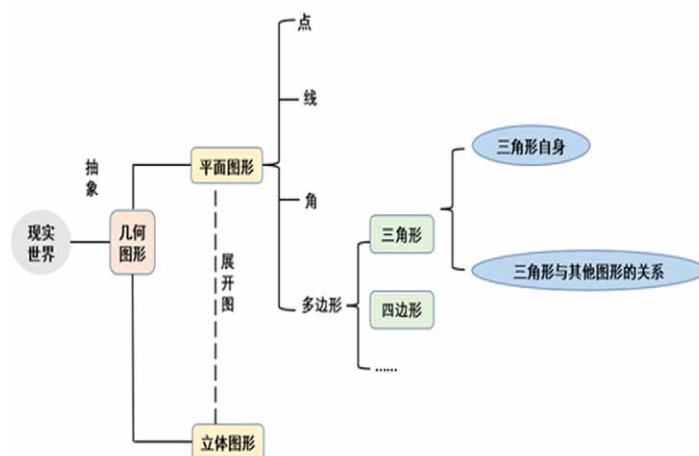 点
线
三角形自身
抽象
平面图形
角
现实
世界
几何
图形
三角形
展开图
三角形与其他图形的关系
多边形
四边形
……
立体图形